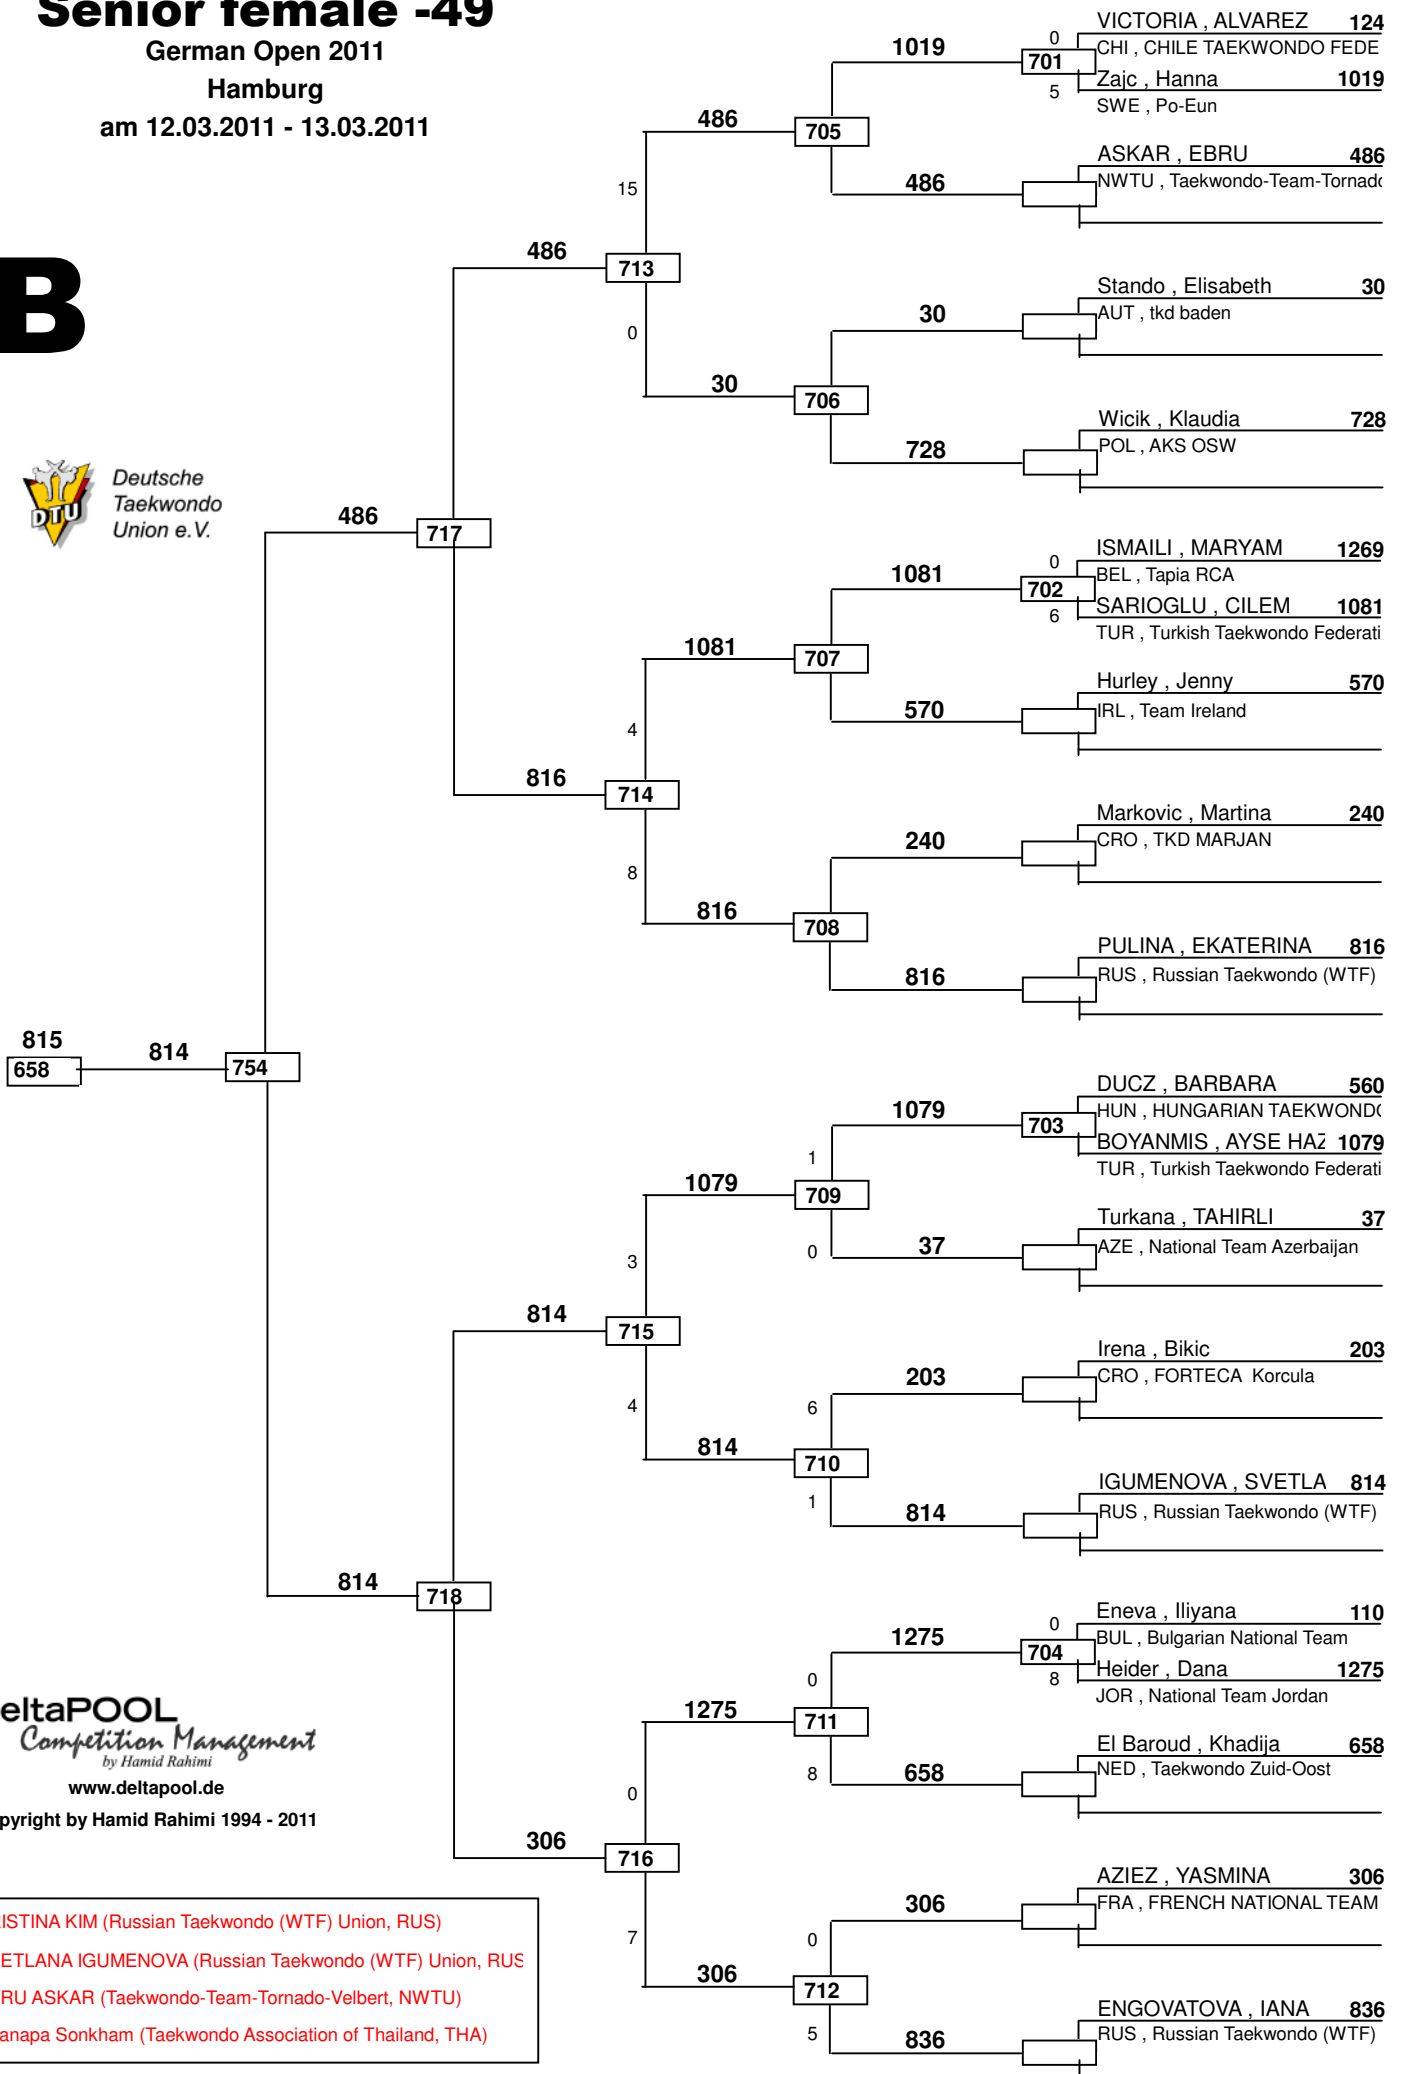 Senior female -49
German Open 2011
Hamburg
am 12.03.2011 - 13.03.2011
B
DTU
Deutsche
Taekwondo
Union e.V.
VICTORIA , ALVAREZ 124
CHI , CHILE TAEKWONDO FEDE
0
701
5
1019
Zajc , Hanna 1019
SWE , Po-Eun
486
705
ASKAR , EBRU 486
NWTU , Taekwondo-Team-Tornado
486
15
486
713
0
Stando , Elisabeth 30
AUT , tkd baden
30
30
706
Wicik , Klaudia 728
POL , AKS OSW
728
486
717
ISMAILI , MARYAM 1269
BEL , Tapia RCA
0
702
6
1081
SARIOGLU , CILEM 1081
TUR , Turkish Taekwondo Federati
1081
707
Hurley , Jenny 570
IRL , Team Ireland
570
4
816
714
8
Markovic , Martina 240
CRO , TKD MARJAN
240
816
708
PULINA , EKATERINA 816
RUS , Russian Taekwondo (WTF)
816
815
658
814
754
DUCZ , BARBARA 560
HUN , HUNGARIAN TAEKWONDO
1079
703
BOYANMIS , AYSE HAZ 1079
TUR , Turkish Taekwondo Federati
1
1079
709
0
Turkana , TAHIRLI 37
AZE , National Team Azerbaijan
37
3
814
715
4
Irena , Bikic 203
CRO , FORTECA Korcula
203
6
814
710
1
IGUMENOVA , SVETLA 814
RUS , Russian Taekwondo (WTF)
814
814
718
Eneva , Iliyana 110
BUL , Bulgarian National Team
0
704
8
1275
Heider , Dana 1275
JOR , National Team Jordan
0
1275
711
8
El Baroud , Khadija 658
NED , Taekwondo Zuid-Oost
658
0
306
716
7
AZIEZ , YASMINA 306
FRA , FRENCH NATIONAL TEAM
306
0
306
712
5
ENGOVATOVA , IANA 836
RUS , Russian Taekwondo (WTF)
836
eltaPOOL
Competition Management
by Hamid Rahimi
www.deltapool.de
pyright by Hamid Rahimi 1994 - 2011
ISTINA KIM (Russian Taekwondo (WTF) Union, RUS)
ETLANA IGUMENOVA (Russian Taekwondo (WTF) Union, RUS
RU ASKAR (Taekwondo-Team-Tornado-Velbert, NWTU)
anapa Sonkham (Taekwondo Association of Thailand, THA)